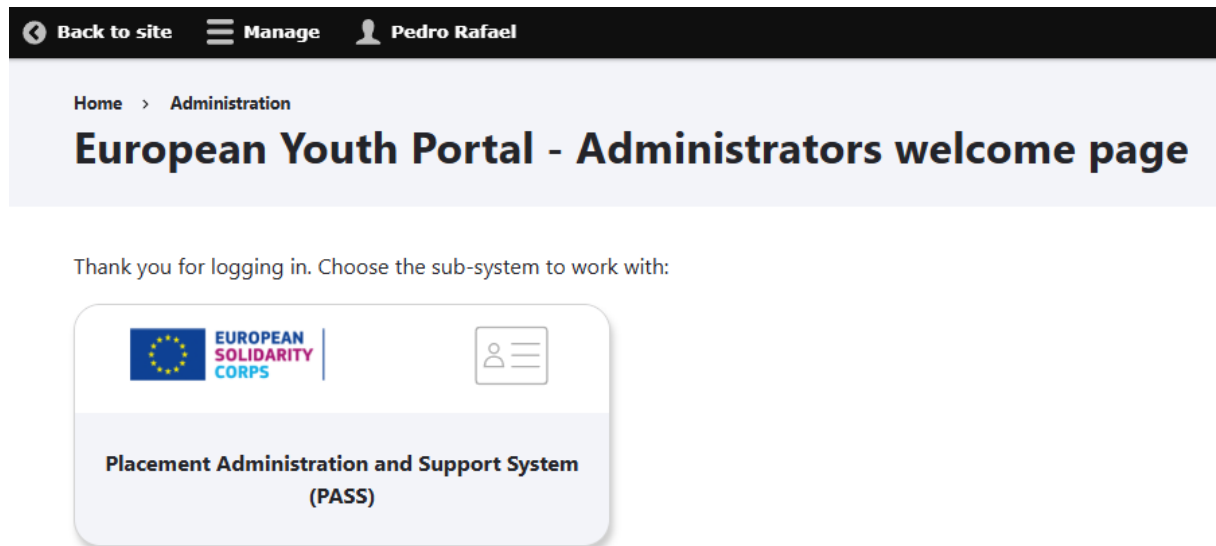 Back to site Manage Pedro Rafael
Home > Administration
European Youth Portal - Administrators welcome page
Thank you for logging in. Choose the sub-system to work with:
EUROPEAN
SOLIDARITY
CORPS
Placement Administration and Support System
(PASS)